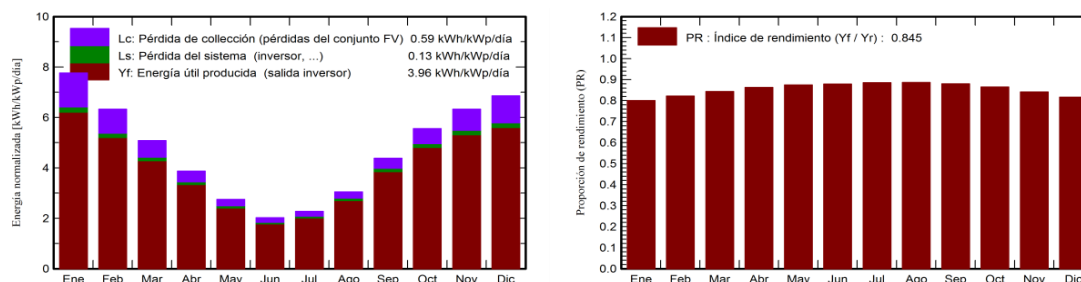 10
8
6
4
2
0
Energía normalizada [kWh/kWp/día]
Lc: Pérdida de collección (pérdidas del conjunto FV) 0.59 kWh/kWp/día
Ls: Pérdida del sistema (inversor, ...) 0.13 kWh/kWp/día
Yf: Energía útil producida (salida inversor) 3.96 kWh/kWp/día
Ene Feb Mar Abr May Jun Jul Ago Sep Oct Nov Dic
1.2
1.1
1.0
0.9
0.8
0.7
0.6
0.5
0.4
0.3
0.2
0.1
0.0
Proporción de rendimiento (PR)
PR : Índice de rendimiento (Yf / Yr) : 0.845
Ene Feb Mar Abr May Jun Jul Ago Sep Oct Nov Dic